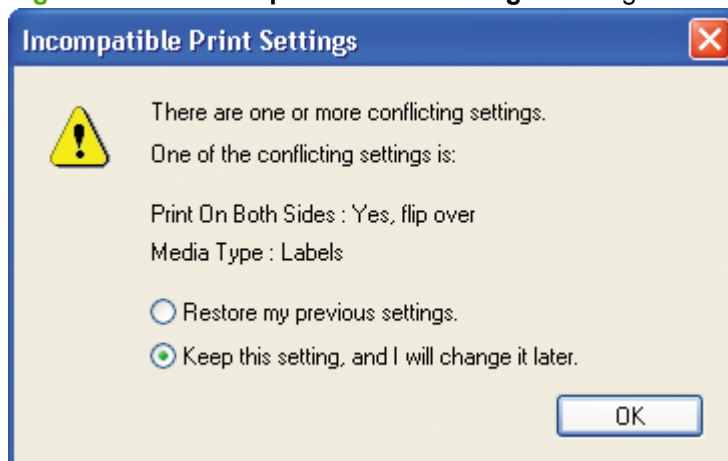 Incompatible Print Settings
There are one or more conflicting settings.
One of the conflicting settings is:
Print On Both Sides : Yes, flip over
Media Type : Labels
Restore my previous settings.
Keep this setting, and I will change it later.
OK